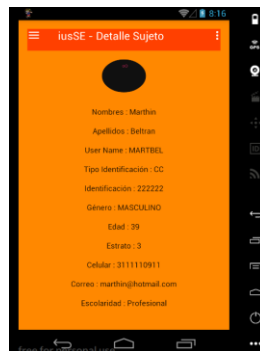 8:16
iusSE - Detalle Sujeto
Nombres : Marthin
Apellidos : Beltran
User Name : MARTBEL
Tipo Identificación : CC
Identificación : 222222
Género : MASCULINO
Edad : 39
Estrato : 3
Celular : 3111110911
Correo : marthin@hotmail.com
Escolaridad : Profesional
free for personal use